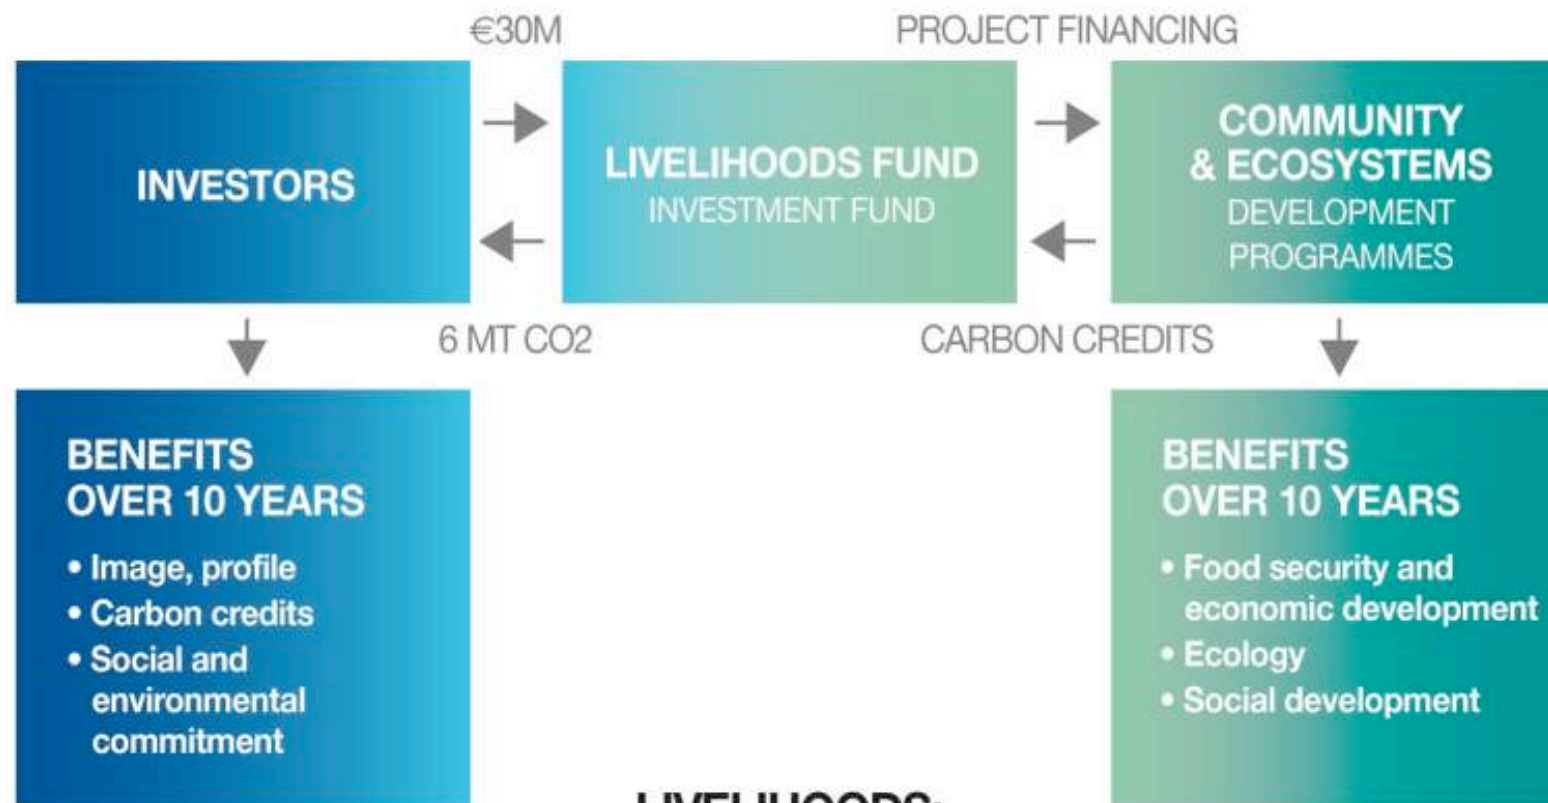 €30M
PROJECT FINANCING
INVESTORS
LIVELIHOODS FUND
INVESTMENT FUND
COMMUNITY
& ECOSYSTEMS
DEVELOPMENT
PROGRAMMES
6 MT CO2
CARBON CREDITS
BENEFITS
OVER 10 YEARS
• Image, profile
• Carbon credits
• Social and
environmental
commitment
BENEFITS
OVER 10 YEARS
• Food security and
economic development
• Ecology
• Social development
LIVELIHOODS: